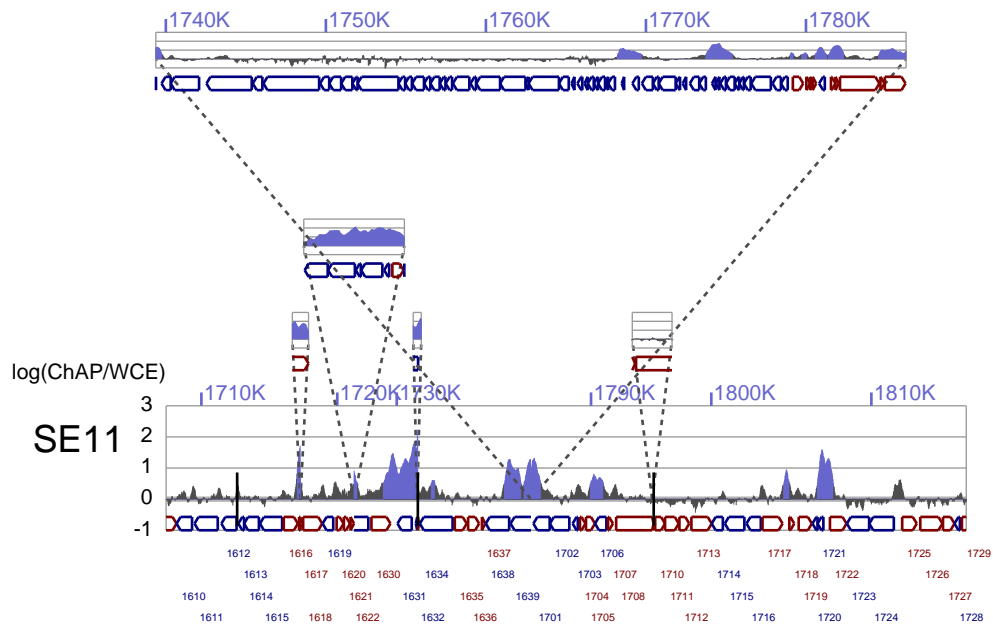 1740K 1750K 1760K 1770K 1780K
log(ChAP/WCE)
1710K 1720K 1730K 1790K 1800K 1810K
3
SE11 2
1
0
-1
1612 1616 1619 1637 1702 1706 1713 1717 1721 1725 1729
1613 1617 1620 1630 1634 1638 1703 1707 1710 1714 1718 1722 1726
1610 1614 1618 1621 1631 1635 1639 1704 1708 1711 1715 1719 1723 1727
1611 1615 1622 1632 1636 1701 1705 1712 1716 1720 1724 1728